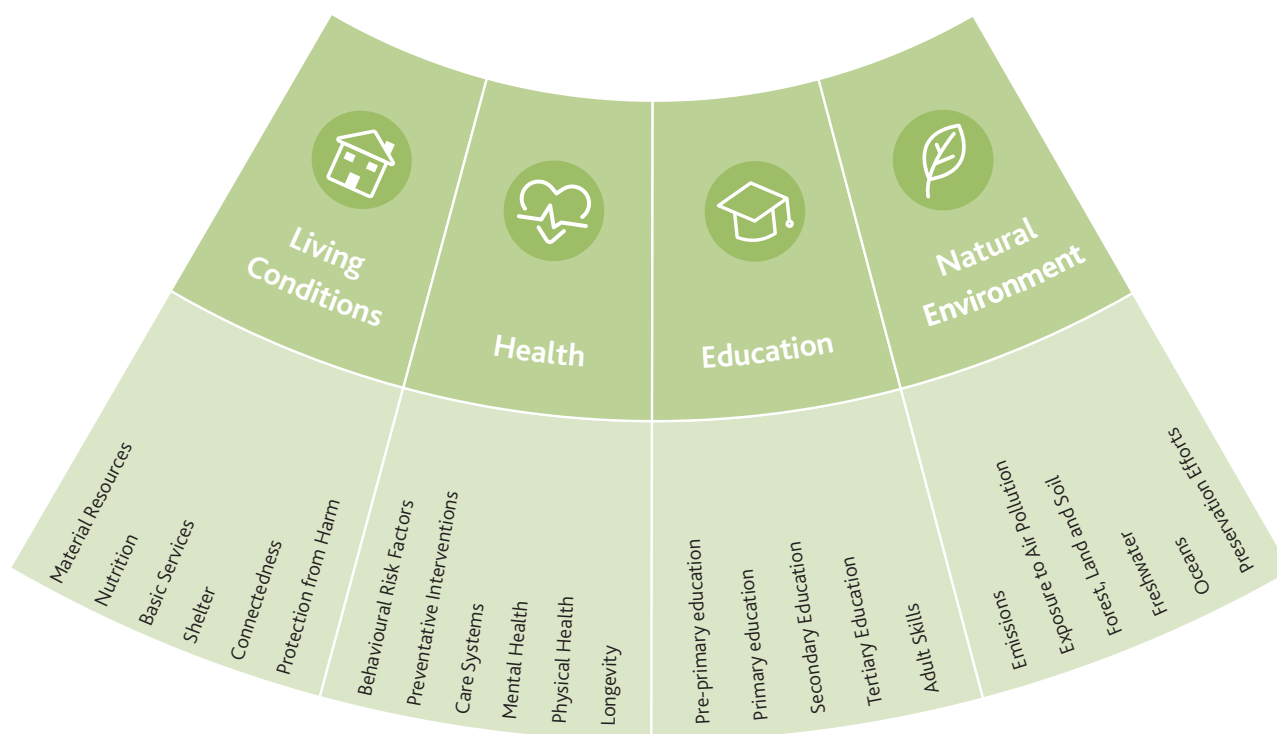 Living
Conditions
Health
Education
Natural
Environment
Material Resources
Nutrition
Basic Services
Shelter
Connectedness
Protection from Harm
Behavioural Risk Factors
Preventative Interventions
Care Systems
Mental Health
Physical Health
Longevity
Pre-primary education
Primary education
Secondary Education
Tertiary Education
Adult Skills
Emissions
Exposure to Air Pollution
Forest, Land and Soil
Freshwater
Oceans
Preservation Efforts